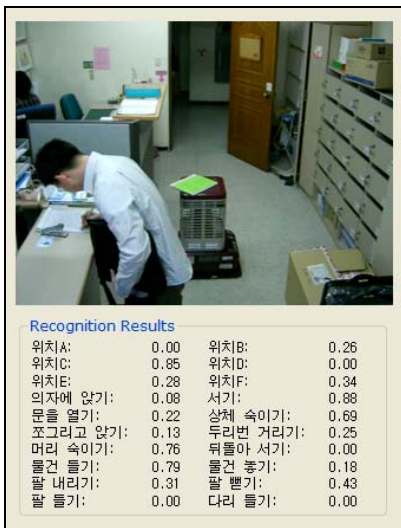 Recognition Results
위치A: 0.00 위치B: 0.26
위치C: 0.85 위치D: 0.00
위치E: 0.28 위치F: 0.34
의자에 앉기: 0.08 서기: 0.88
문을 열기: 0.22 상체 숙이기: 0.69
쪼그리고 앉기: 0.13 두리번 거리기: 0.25
머리 숙이기: 0.76 뒤돌아 서기: 0.00
물건 들기: 0.79 물건 놓기: 0.18
팔 내리기: 0.31 팔 뻗기: 0.43
팔 들기: 0.00 다리 들기: 0.00